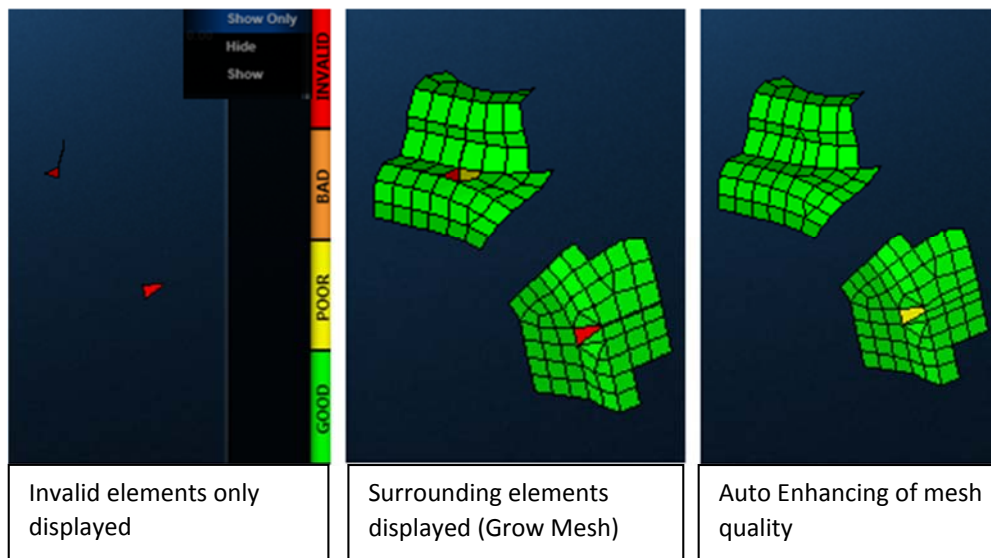 Show Only
Hide
Show
INVALID
BAD
POOR
GOOD
Invalid elements only
displayed
Surrounding elements
displayed (Grow Mesh)
Auto Enhancing of mesh
quality